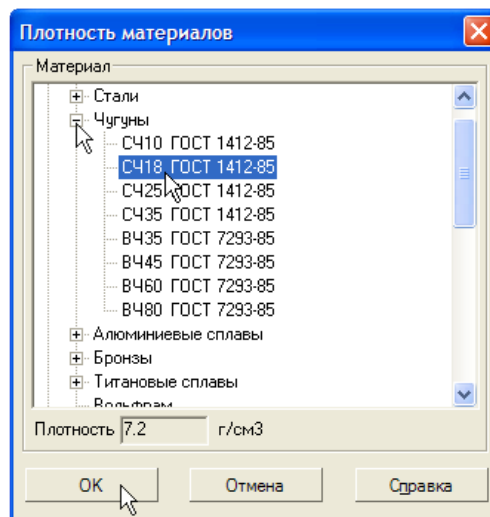 Плотность материалов
Материал
Стали
Чугуны
СЧ10 ГОСТ 1412-85
СЧ18 ГОСТ 1412-85
СЧ25 ГОСТ 1412-85
СЧ35 ГОСТ 1412-85
ВЧ35 ГОСТ 7293-85
ВЧ45 ГОСТ 7293-85
ВЧ60 ГОСТ 7293-85
ВЧ80 ГОСТ 7293-85
Алюминиевые сплавы
Бронзы
Титановые сплавы
Вольфрам
Плотность 7.2 г/см3
OK Отмена Справка